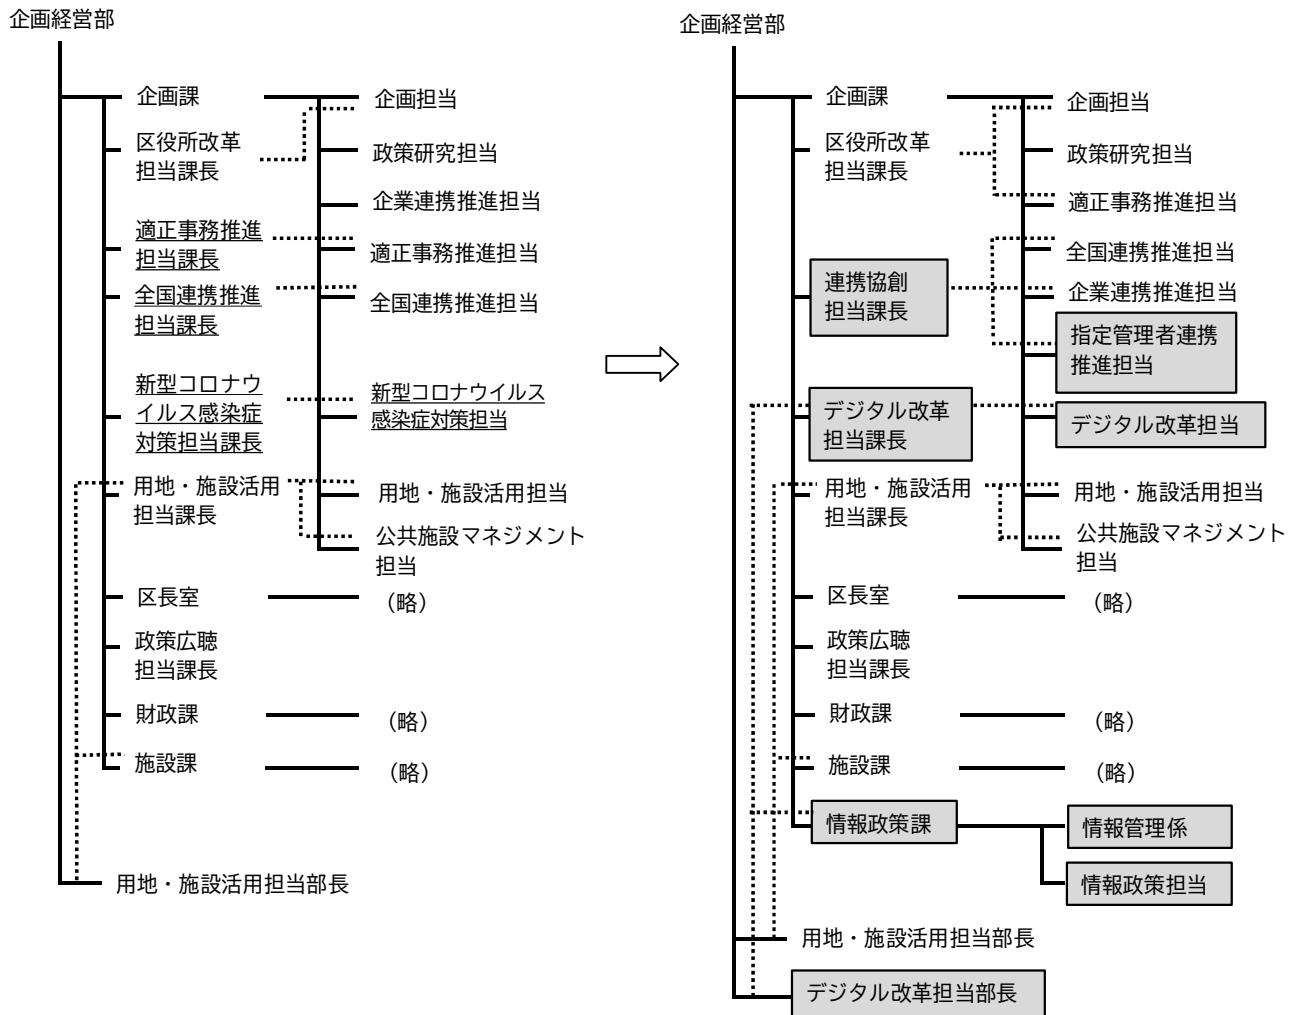 企画経営部
企画課
企画担当
区役所改革
担当課長
政策研究担当
企業連携推進担当
適正事務推進
担当課長
適正事務推進担当
全国連携推進
担当課長
全国連携推進担当
新型コロナウ
イルス感染症
対策担当課長
新型コロナウイルス
感染症対策担当
用地・施設活用
担当課長
用地・施設活用担当
公共施設マネジメント
担当
区長室
（略）
政策広聴
担当課長
財政課
（略）
施設課
（略）
用地・施設活用担当部長
企画経営部
企画課
企画担当
区役所改革
担当課長
政策研究担当
適正事務推進担当
全国連携推進担当
連携協創
担当課長
企業連携推進担当
指定管理者連携
推進担当
デジタル改革
担当課長
デジタル改革担当
用地・施設活用
担当課長
用地・施設活用担当
公共施設マネジメント
担当
区長室
（略）
政策広聴
担当課長
財政課
（略）
施設課
（略）
情報政策課
情報管理係
情報政策担当
用地・施設活用担当部長
デジタル改革担当部長